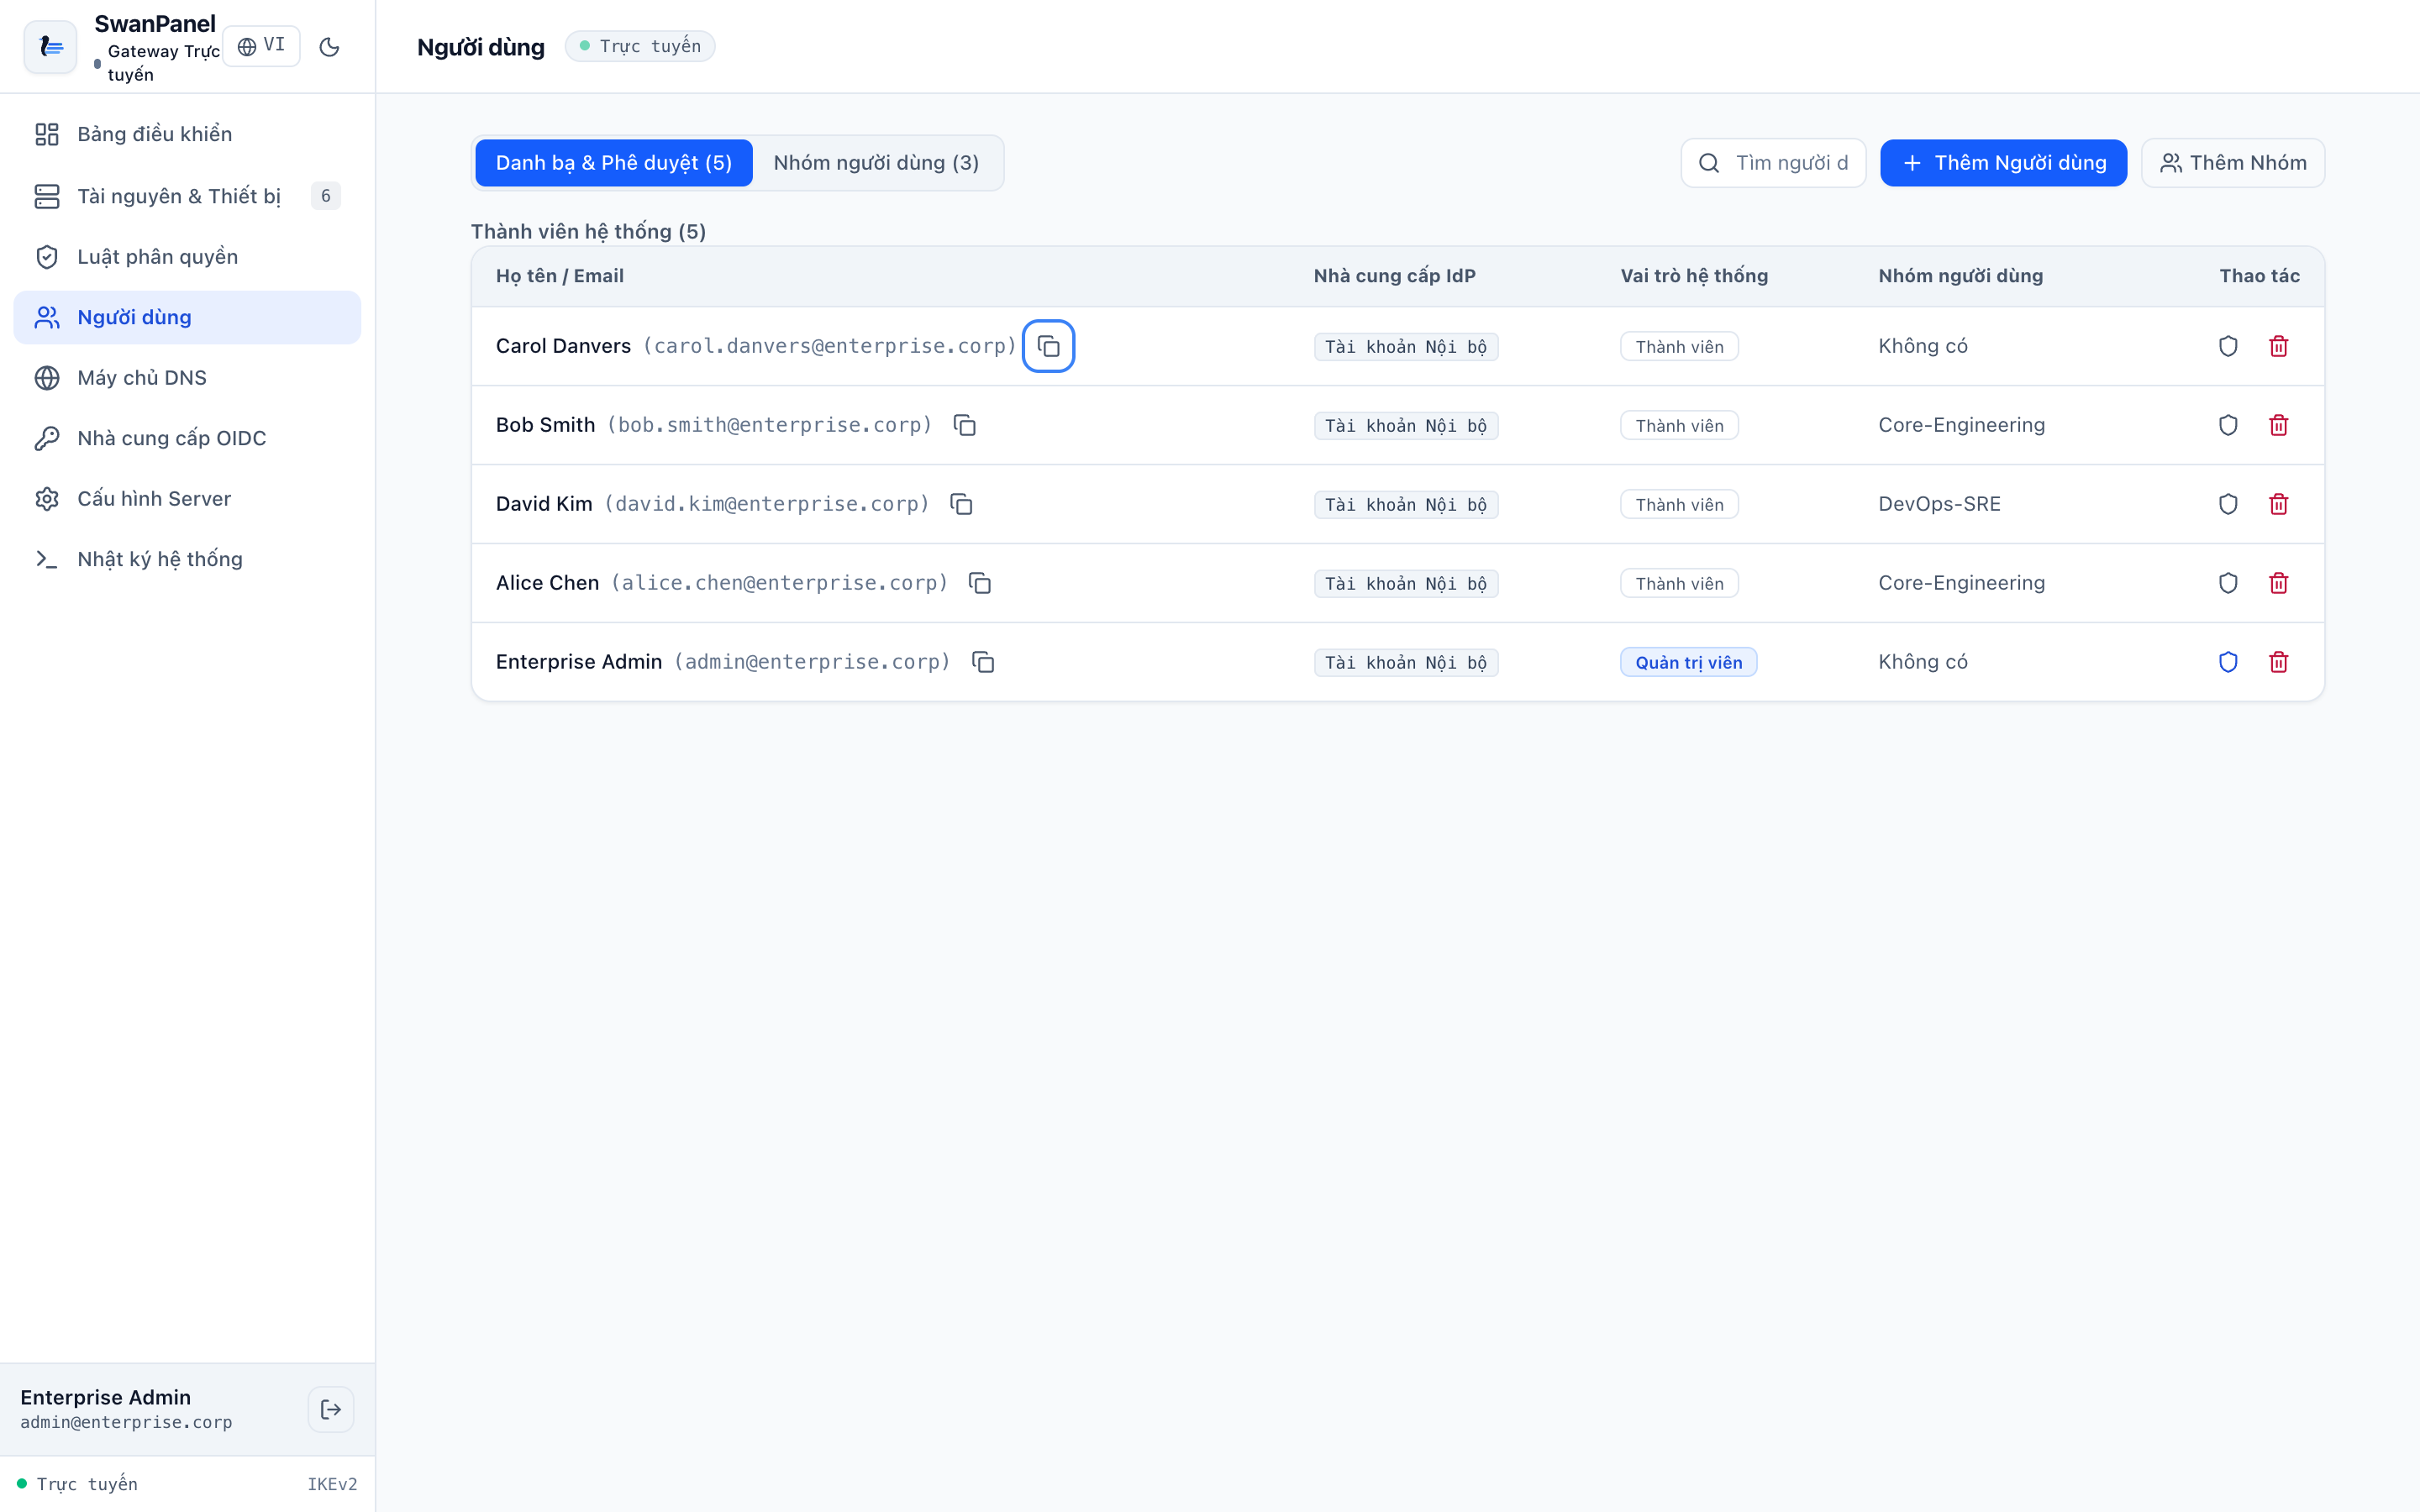 SwanPanel
Gateway Trực
tuyến
VI
Bảng điều khiển
Tài nguyên & Thiết bị 6
Luật phân quyền
Người dùng
Máy chủ DNS
Nhà cung cấp OIDC
Cấu hình Server
Nhật ký hệ thống
Enterprise Admin
admin@enterprise.corp
Trực tuyến IKEv2
Người dùng Trực tuyến
Danh bạ & Phê duyệt (5) Nhóm người dùng (3) Tìm người d Thêm Người dùng Thêm Nhóm
Thành viên hệ thống (5)
Họ tên / Email Nhà cung cấp IdP Vai trò hệ thống Nhóm người dùng Thao tác
Carol Danvers (carol.danvers@enterprise.corp) Tài khoản Nội bộ Thành viên Không có
Bob Smith (bob.smith@enterprise.corp) Tài khoản Nội bộ Thành viên Core-Engineering
David Kim (david.kim@enterprise.corp) Tài khoản Nội bộ Thành viên DevOps-SRE
Alice Chen (alice.chen@enterprise.corp) Tài khoản Nội bộ Thành viên Core-Engineering
Enterprise Admin (admin@enterprise.corp) Tài khoản Nội bộ Quản trị viên Không có